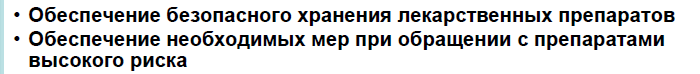 • Обеспечение безопасного хранения лекарственных препаратов
• Обеспечение необходимых мер при обращении с препаратами
высокого риска